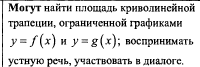 Могут найти площадь криволинейной
трапеции, ограниченной графиками
y = f(x) и y = g(x); воспринимать
устную речь, участвовать в диалоге.